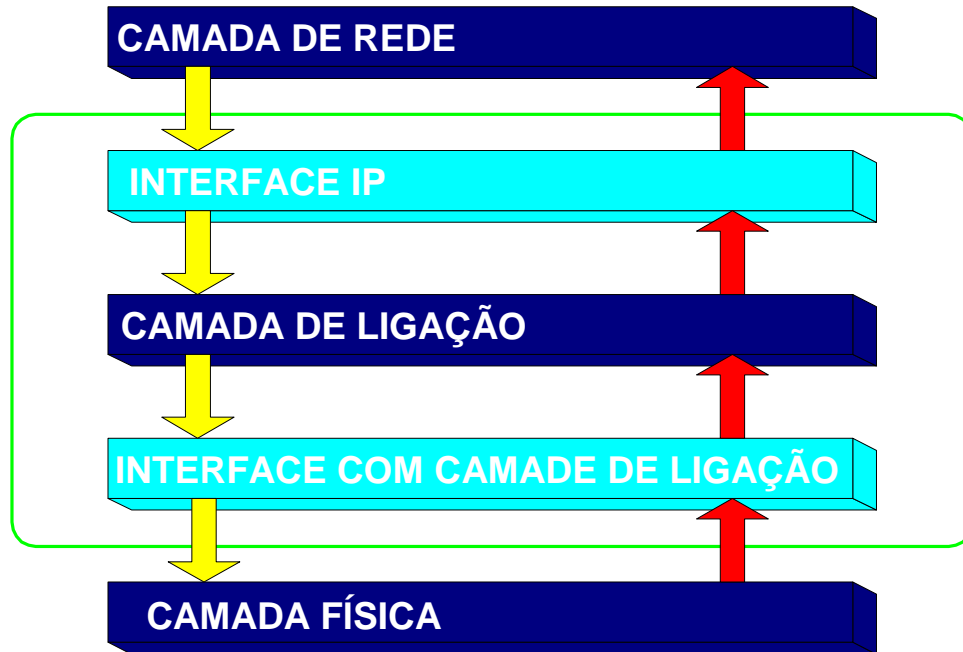 CAMADA DE REDE
INTERFACE IP
CAMADA DE LIGAÇÃO
INTERFACE COM CAMADE DE LIGAÇÃO
CAMADA FÍSICA